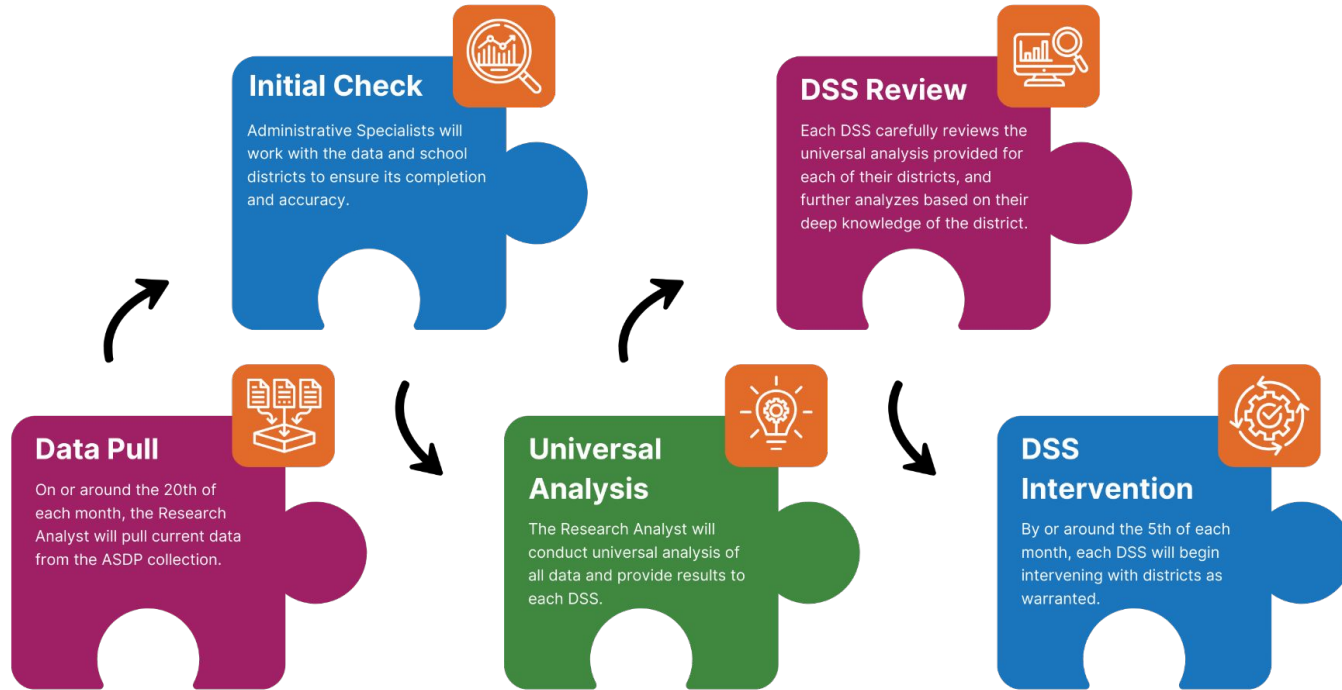 Initial Check
Administrative Specialists will
work with the data and school
districts to ensure its completion
and accuracy.
DSS Review
Each DSS carefully reviews the
universal analysis provided for
each of their districts, and
further analyzes based on their
deep knowledge of the district.
Data Pull
On or around the 20th of
each month, the Research
Analyst will pull current data
from the ASDP collection.
Universal
Analysis
The Research Analyst will
conduct universal analysis of
all data and provide results to
each DSS.
DSS
Intervention
By or around the 5th of each
month, each DSS will begin
intervening with districts as
warranted.